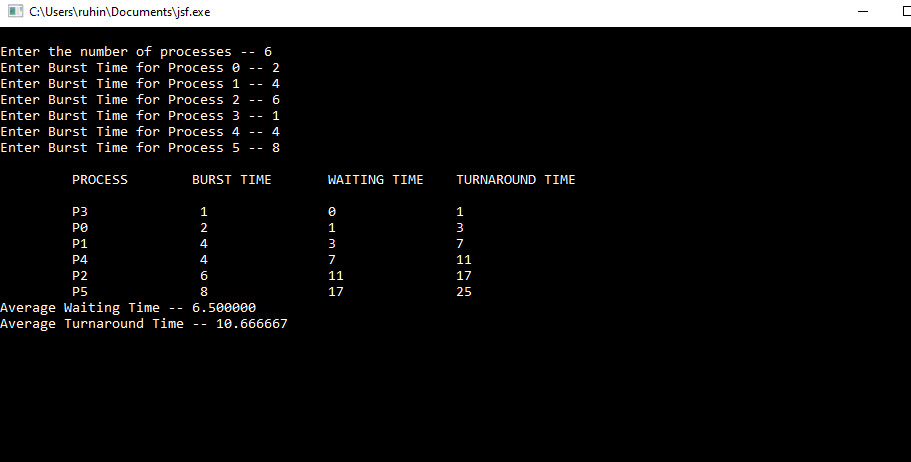 C:\Users\ruhin\Documents\jsf.exe
Enter the number of processes -- 6
Enter Burst Time for Process 0 -- 2
Enter Burst Time for Process 1 -- 4
Enter Burst Time for Process 2 -- 6
Enter Burst Time for Process 3 -- 1
Enter Burst Time for Process 4 -- 4
Enter Burst Time for Process 5 -- 8
PROCESS BURST TIME WAITING TIME TURNAROUND TIME
P3 1 0 1
P0 2 1 3
P1 4 3 7
P4 4 7 11
P2 6 11 17
P5 8 17 25
Average Waiting Time -- 6.500000
Average Turnaround Time -- 10.666667